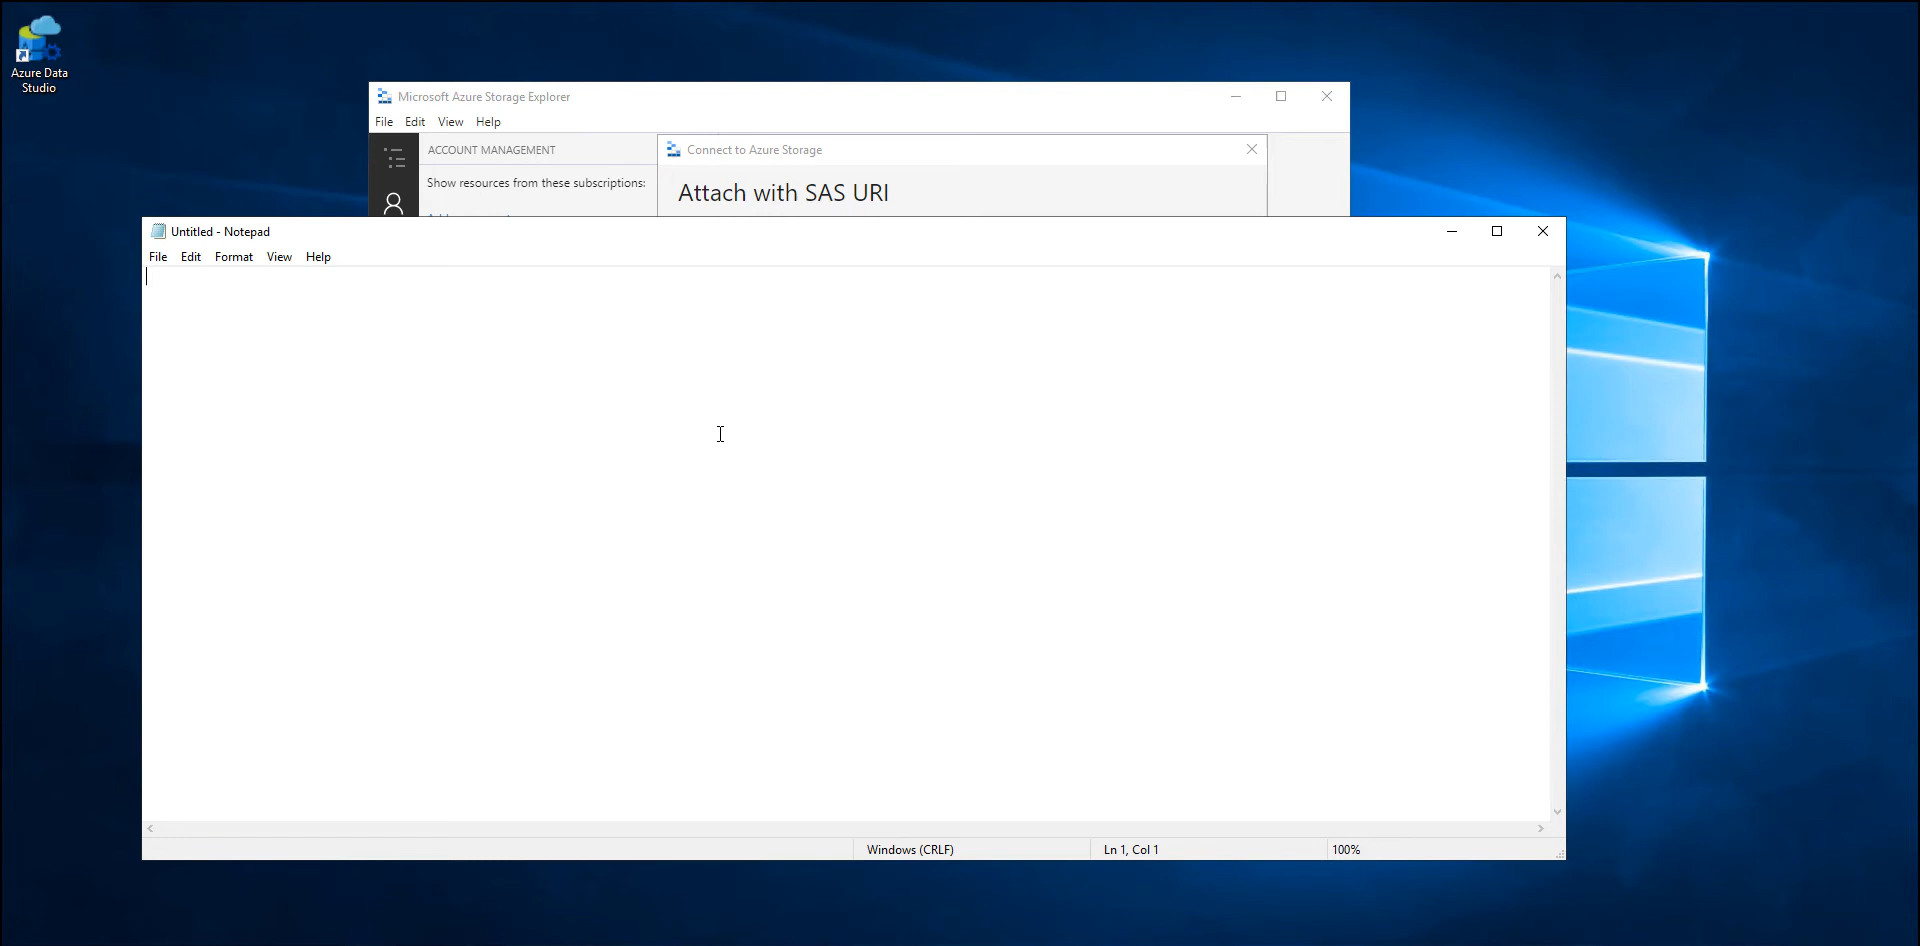 Azure Data
Studio
Microsoft Azure Storage Explorer
File Edit View Help
ACCOUNT MANAGEMENT
Connect to Azure Storage
Show resources from these subscriptions:
Attach with SAS URI
Untitled - Notepad
File Edit Format View Help
Windows (CRLF)
Ln 1, Col 1
100%